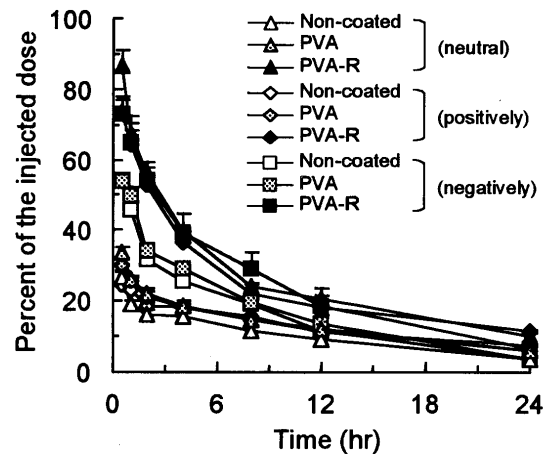 Percent of the injected dose
100
80
60
40
20
0
0
6
12
18
24
Time (hr)
Non-coated
PVA
PVA-R
(neutral)
Non-coated
PVA
PVA-R
(positively)
Non-coated
PVA
PVA-R
(negatively)